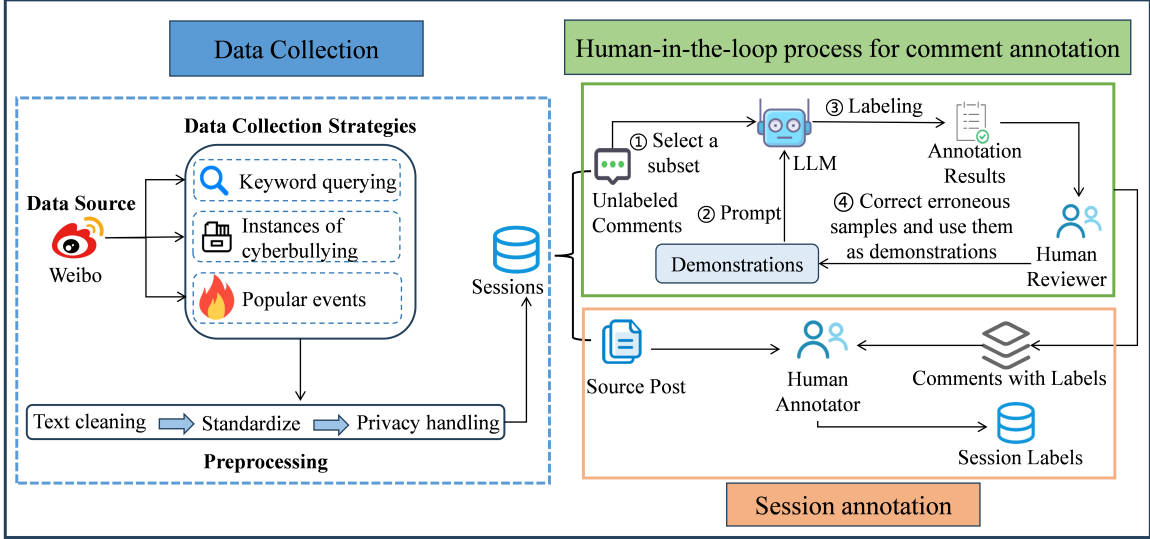 Data Collection
Data Collection Strategies
Keyword querying
Data Source
Instances of
cyberbullying
Weibo
Popular events
Sessions
Text cleaning
Standardize
Privacy handling
Preprocessing
Human-in-the-loop process for comment annotation
① Select a
subset
③ Labeling
LLM
Annotation
Results
Unlabeled
Comments
② Prompt
④ Correct erroneous
samples and use them
as demonstrations
Demonstrations
Human
Reviewer
Source Post
Human
Annotator
Comments with Labels
Session Labels
Session annotation